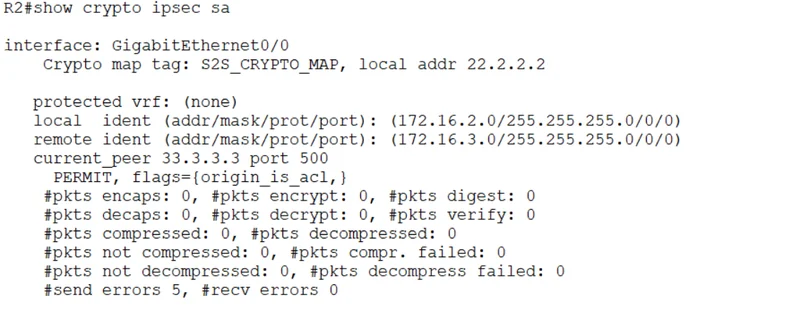 R2#show crypto ipsec sa
interface: GigabitEthernet0/0
Crypto map tag: S2S_CRYPTO_MAP, local addr 22.2.2.2
protected vrf: (none)
local ident (addr/mask/prot/port): (172.16.2.0/255.255.255.0/0/0)
remote ident (addr/mask/prot/port): (172.16.3.0/255.255.255.0/0/0)
current_peer 33.3.3.3 port 500
PERMIT, flags={origin_is_acl,}
#pkts encaps: 0, #pkts encrypt: 0, #pkts digest: 0
#pkts decaps: 0, #pkts decrypt: 0, #pkts verify: 0
#pkts compressed: 0, #pkts decompressed: 0
#pkts not compressed: 0, #pkts compr. failed: 0
#pkts not decompressed: 0, #pkts decompress failed: 0
#send errors 5, #recv errors 0